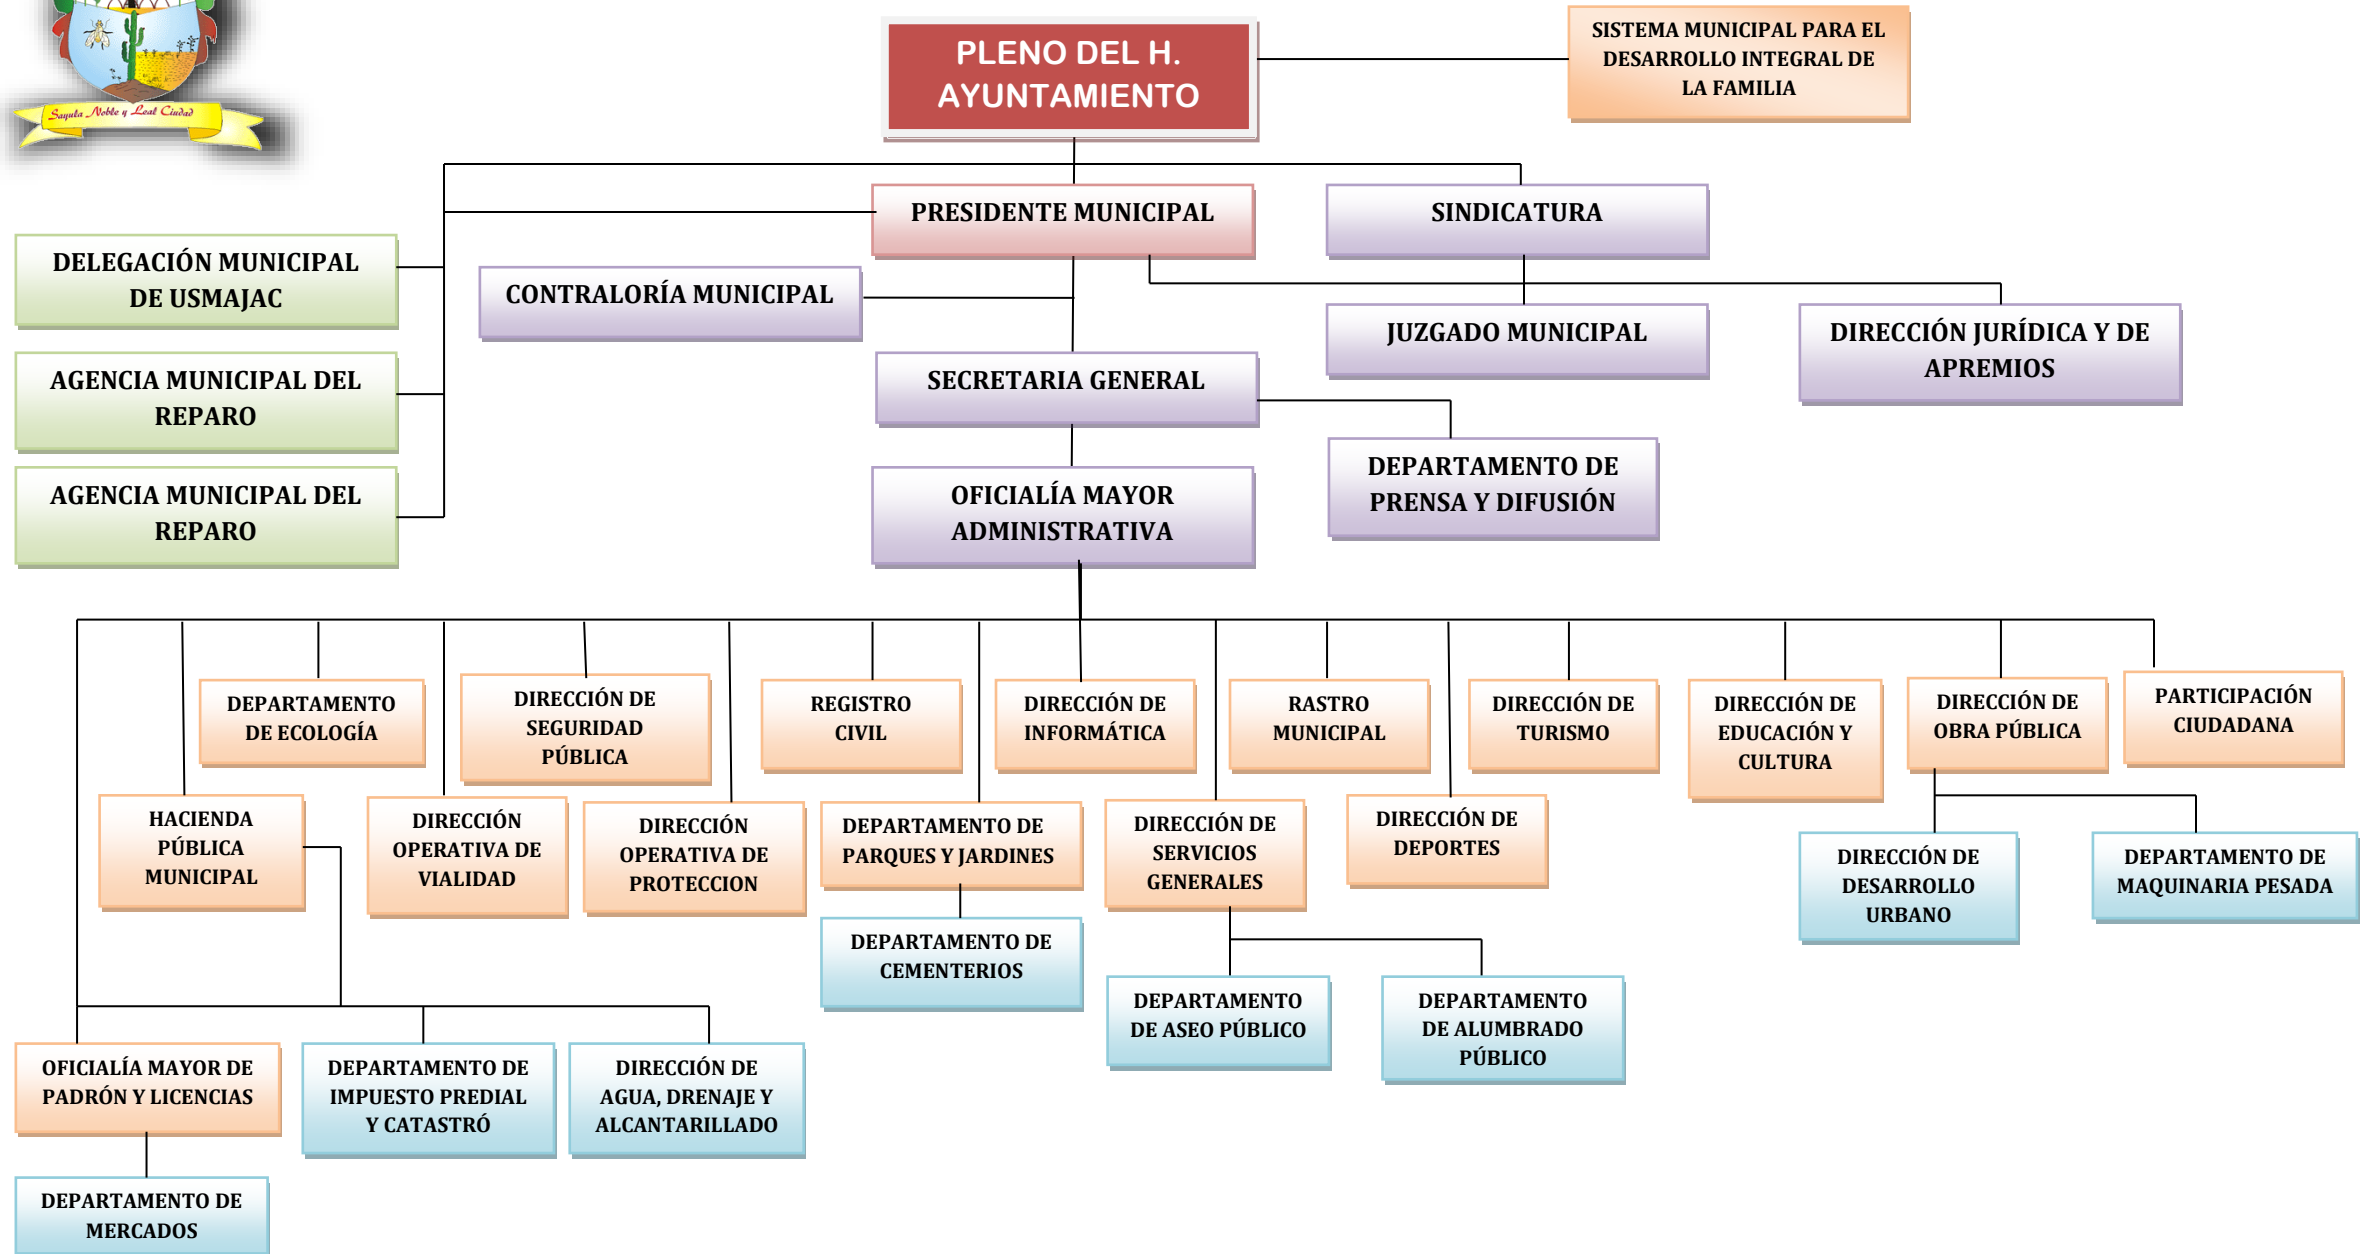 Sayula Noble y Leal Ciudad
PLENO DEL H.
AYUNTAMIENTO
SISTEMA MUNICIPAL PARA EL
DESARROLLO INTEGRAL DE
LA FAMILIA
PRESIDENTE MUNICIPAL
SINDICATURA
DELEGACIÓN MUNICIPAL
DE USMAJAC
CONTRALORÍA MUNICIPAL
JUZGADO MUNICIPAL
DIRECCIÓN JURÍDICA Y DE
APREMIOS
AGENCIA MUNICIPAL DEL
REPARO
SECRETARIA GENERAL
AGENCIA MUNICIPAL DEL
REPARO
OFICIALÍA MAYOR
ADMINISTRATIVA
DEPARTAMENTO DE
PRENSA Y DIFUSIÓN
DEPARTAMENTO
DE ECOLOGÍA
DIRECCIÓN DE
SEGURIDAD
PÚBLICA
REGISTRO
CIVIL
DIRECCIÓN DE
INFORMÁTICA
RASTRO
MUNICIPAL
DIRECCIÓN DE
TURISMO
DIRECCIÓN DE
EDUCACIÓN Y
CULTURA
DIRECCIÓN DE
OBRA PÚBLICA
PARTICIPACIÓN
CIUDADANA
HACIENDA
PÚBLICA
MUNICIPAL
DIRECCIÓN
OPERATIVA DE
VIALIDAD
DIRECCIÓN
OPERATIVA DE
PROTECCION
DEPARTAMENTO DE
PARQUES Y JARDINES
DIRECCIÓN DE
SERVICIOS
GENERALES
DIRECCIÓN DE
DEPORTES
DIRECCIÓN DE
DESARROLLO
URBANO
DEPARTAMENTO DE
MAQUINARIA PESADA
DEPARTAMENTO DE
CEMENTERIOS
DEPARTAMENTO
DE ASEO PÚBLICO
DEPARTAMENTO
DE ALUMBRADO
PÚBLICO
OFICIALÍA MAYOR DE
PADRÓN Y LICENCIAS
DEPARTAMENTO DE
IMPUESTO PREDIAL
Y CATASTRÓ
DIRECCIÓN DE
AGUA, DRENAJE Y
ALCANTARILLADO
DEPARTAMENTO DE
MERCADOS